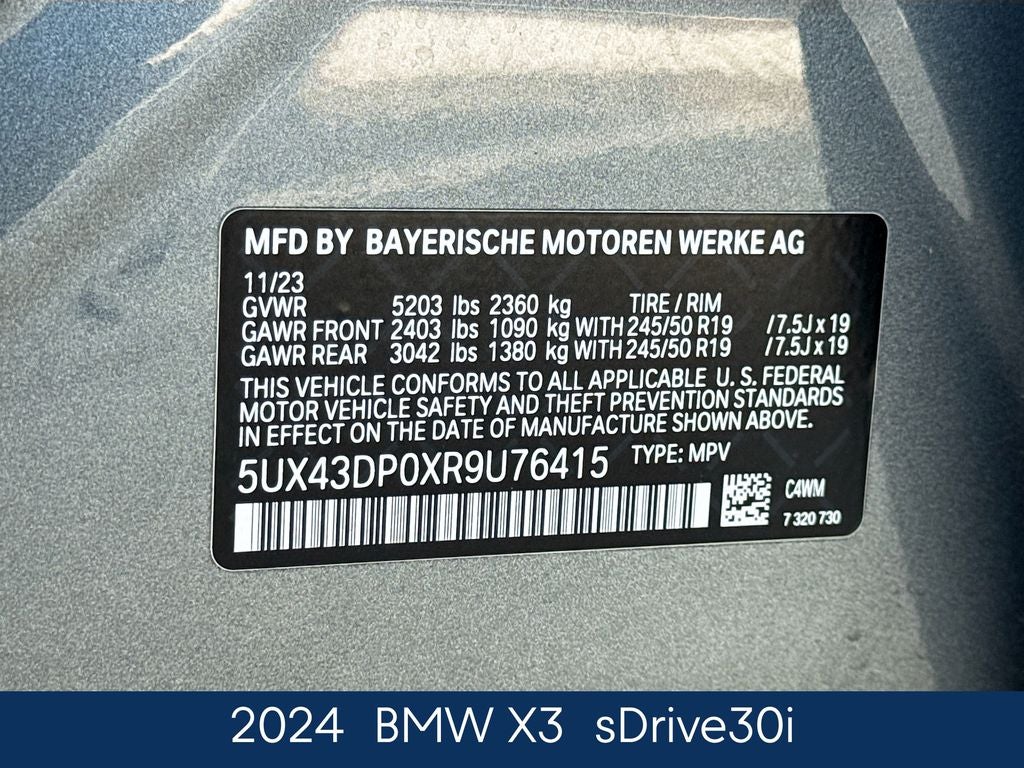 MFD BY BAYERISCHE MOTOREN WERKE AG
11/23
GVWR 5203 lbs 2360 kg TIRE / RIM
GAWR FRONT 2403 lbs 1090 kg WITH 245/50 R19 /7.5J x 19
GAWR REAR 3042 lbs 1380 kg WITH 245/50 R19 /7.5J x 19
THIS VEHICLE CONFORMS TO ALL APPLICABLE U. S. FEDERAL
MOTOR VEHICLE SAFETY AND THEFT PREVENTION STANDARDS
IN EFFECT ON THE DATE OF MANUFACTURE SHOWN ABOVE.
5UX43DP0XR9U76415 TYPE: MPV
C4WM
7 320 730
2024 BMW X3 sDrive30i